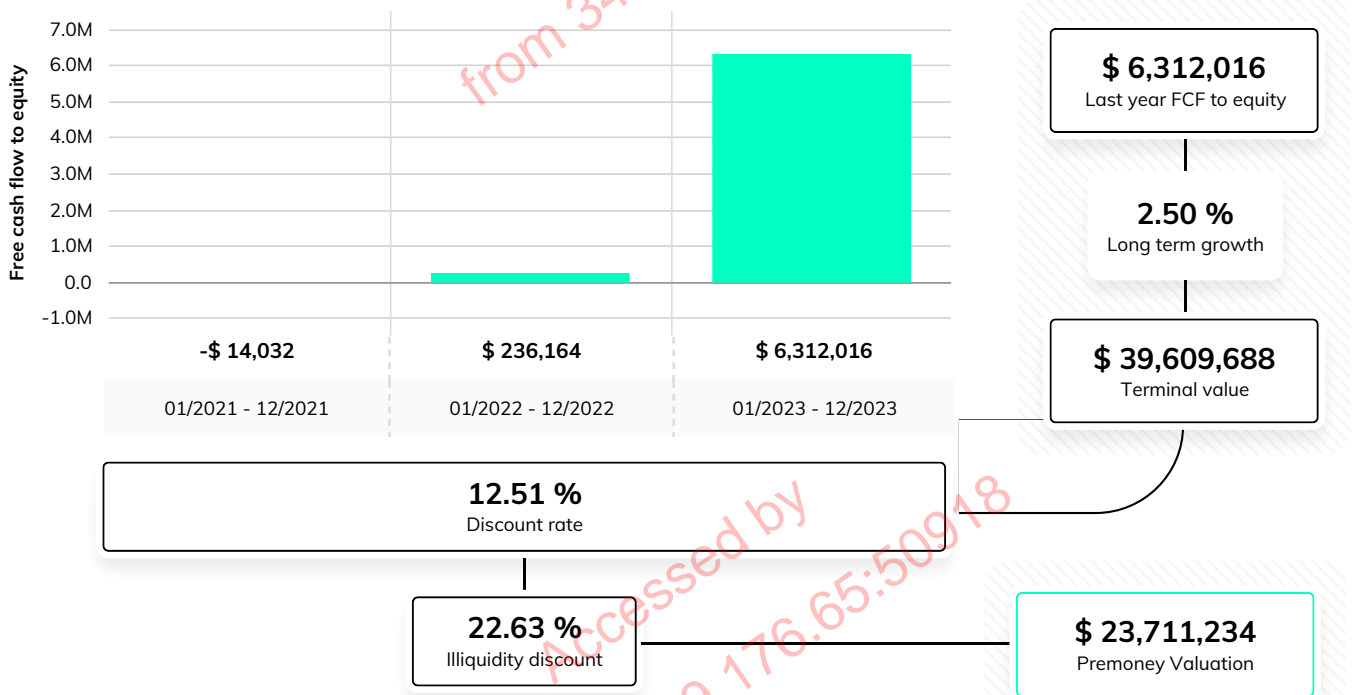 Free cash flow to equity
7.0M
6.0M
5.0M
4.0M
3.0M
2.0M
1.0M
0.0
-1.0M
-$ 14,032
$ 236,164
$ 6,312,016
01/2021 - 12/2021
01/2022 - 12/2022
01/2023 - 12/2023
$ 6,312,016
Last year FCF to equity
2.50 %
Long term growth
$ 39,609,688
Terminal value
12.51 %
Discount rate
22.63 %
Illiquidity discount
$ 23,711,234
Premoney Valuation
Accessed by
from 34
176.65:50918